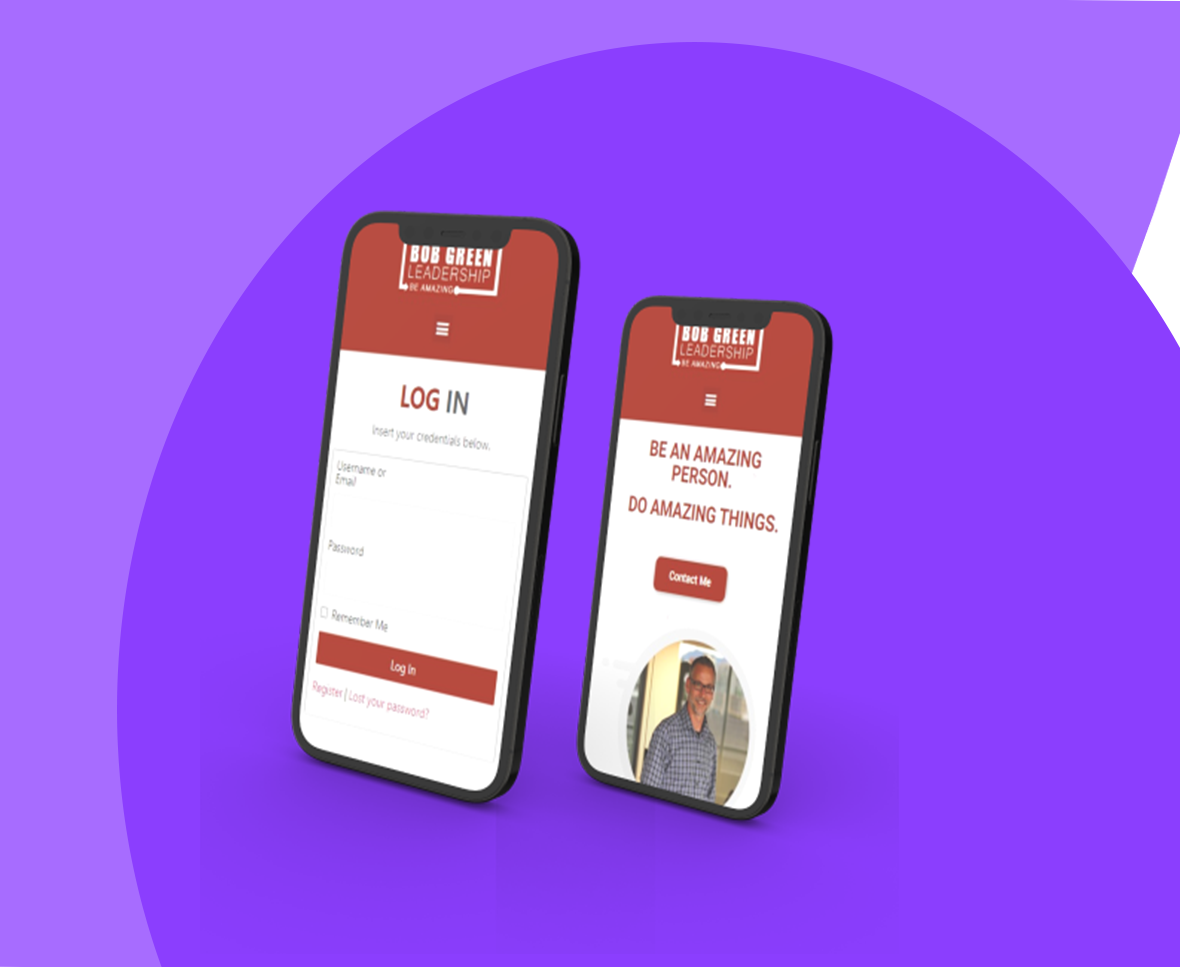 BOB GREEN
LEADERSHIP
BE AMAZING
LOG IN
Insert your credentials below.
Username or
Email
Password
Remember Me
Log In
Register | Lost your password?
BOB GREEN
LEADERSHIP
BE AMAZING
BE AN AMAZING
PERSON.
DO AMAZING THINGS.
Contact Me